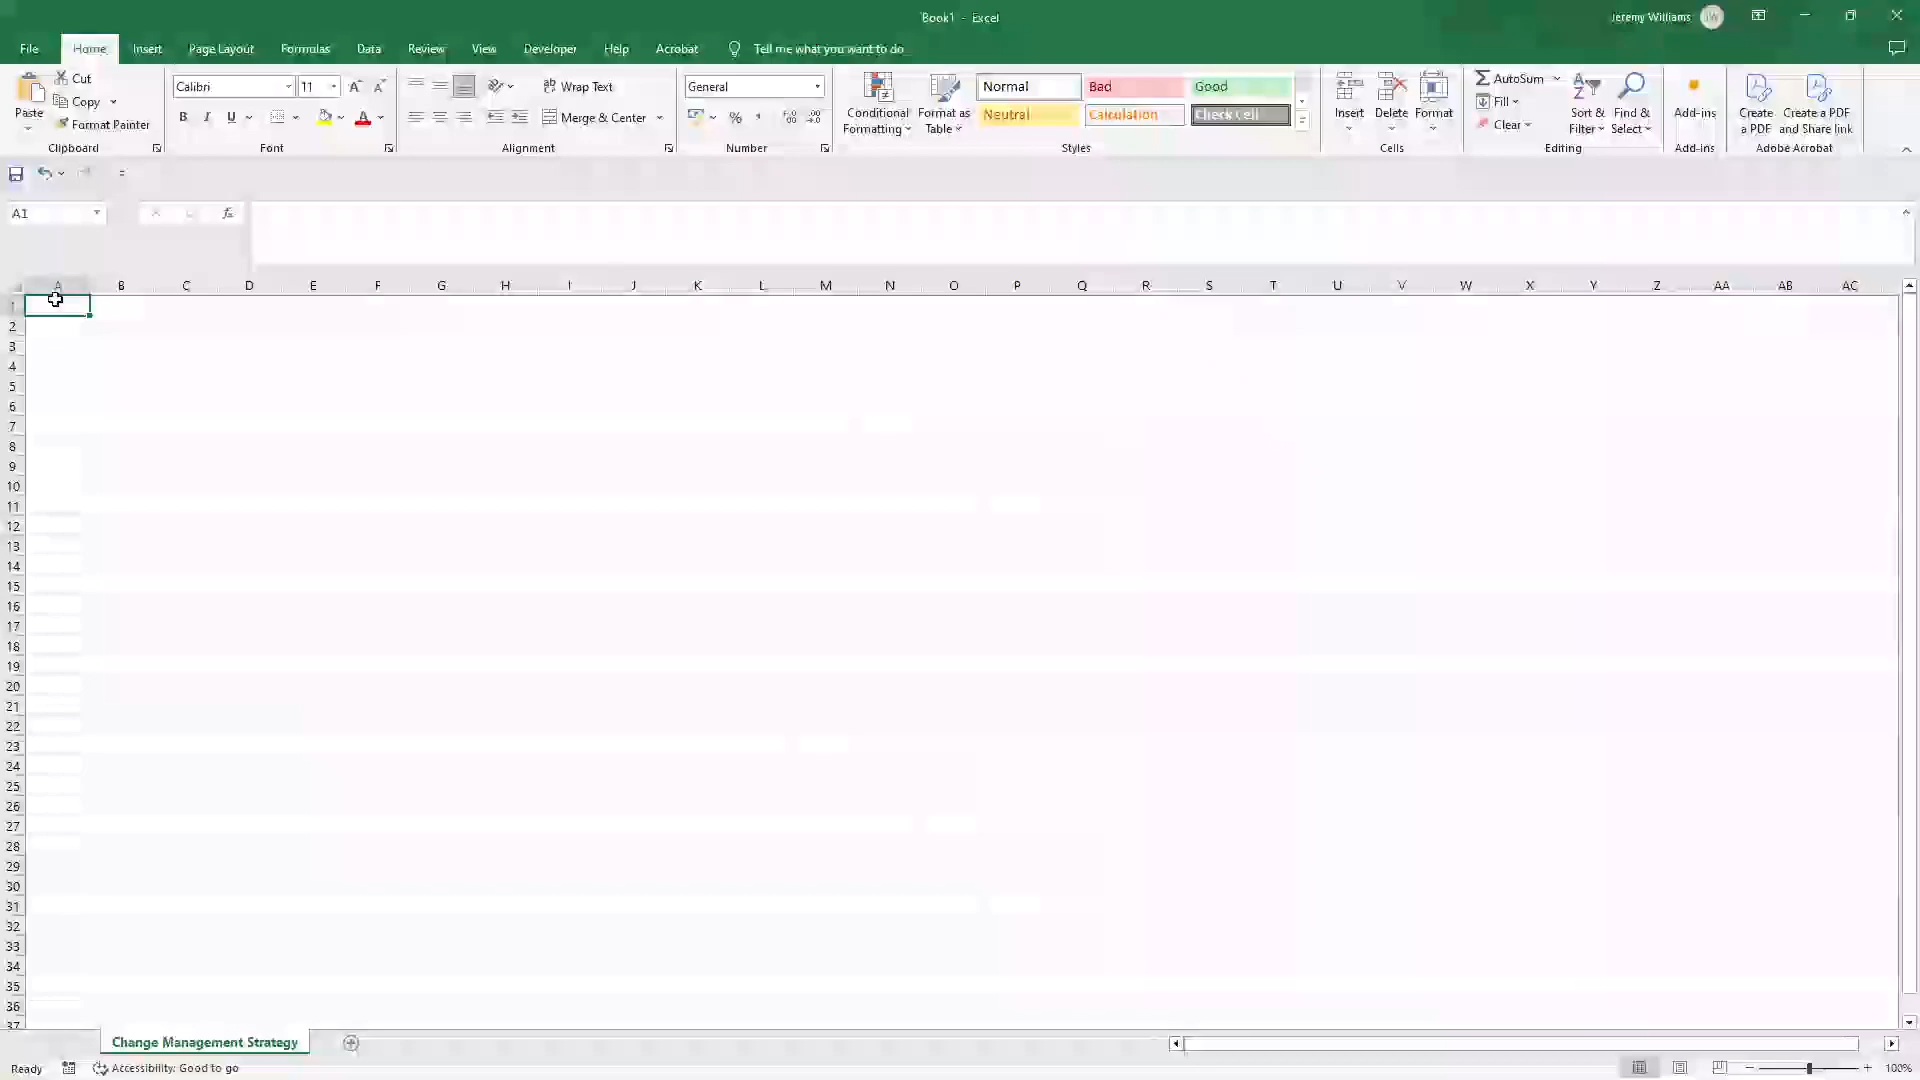 Book1 - Excel
Jeremy Williams
JW
File Home Insert Page Layout Formulas Data Review View Developer Help Acrobat Tell me what you want to do
Paste
Cut
Copy
Format Painter
Clipboard
Calibri 11
B I U
Font
Wrap Text
Merge & Center
Alignment
General
%
Number
Conditional Formatting
Format as Table
Normal Bad Good
Neutral Calculation Check Cell
Styles
Insert Delete Format
Cells
AutoSum
Fill
Clear
Sort & Filter
Find & Select
Editing
Add-ins
Add-ins
Create a PDF
Create a PDF and Share link
Adobe Acrobat
A1
fx
A B C D E F G H I J K L M N O P Q R S T U V W X Y Z AA AB AC
1
2
3
4
5
6
7
8
9
10
11
12
13
14
15
16
17
18
19
20
21
22
23
24
25
26
27
28
29
30
31
32
33
34
35
36
37
Change Management Strategy
Ready
Accessibility: Good to go
100%